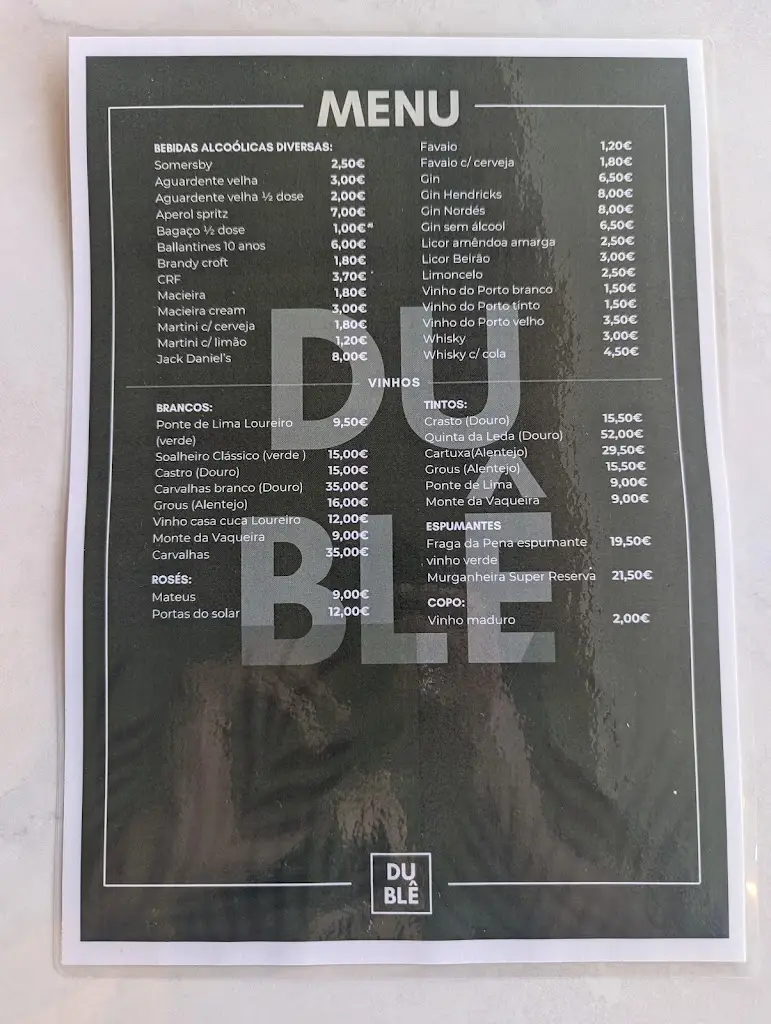 MENU
BEBIDAS ALCOÓLICAS DIVERSAS:
Somersby 2,50€
Aguardente velha 3,00€
Aguardente velha ½ dose 2,00€
Aperol spritz 7,00€
Bagaço ½ dose 1,00€
Ballantines 10 anos 6,00€
Brandy croft 1,80€
CRF 3,70€
Macieira 1,80€
Macieira cream 3,00€
Martini c/ cerveja 1,80€
Martini c/ limão 1,20€
Jack Daniel's 8,00€
Favaio 1,20€
Favaio c/ cerveja 1,80€
Gin 6,50€
Gin Hendricks 8,00€
Gin Nordés 8,00€
Gin sem álcool 6,50€
Licor amêndoa amarga 2,50€
Licor Beirão 3,00€
Limoncelo 2,50€
Vinho do Porto branco 1,50€
Vinho do Porto tinto 1,50€
Vinho do Porto velho 3,50€
Whisky 3,00€
Whisky c/ cola 4,50€
VINHOS
BRANCOS:
Ponte de Lima Loureiro 9,50€
(verde)
Soalheiro Clássico (verde ) 15,00€
Castro (Douro) 15,00€
Carvalhas branco (Douro) 35,00€
Grous (Alentejo) 16,00€
Vinho casa cuca Loureiro 12,00€
Monte da Vaqueira 9,00€
Carvalhas 35,00€
ROSÉS:
Mateus 9,00€
Portas do solar 12,00€
TINTOS:
Crasto (Douro) 15,50€
Quinta da Leda (Douro) 52,00€
Cartuxa(Alentejo) 29,50€
Grous (Alentejo) 15,50€
Ponte de Lima 9,00€
Monte da Vaqueira 9,00€
ESPUMANTES
Fraga da Pena espumante 19,50€
vinho verde
Murganheira Super Reserva 21,50€
COPO:
Vinho maduro 2,00€
DU
BLÊ
DU
BLÊ